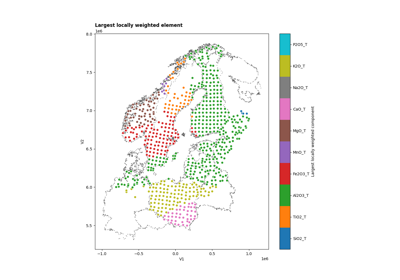 Largest locally weighted element
1e6
8.0
7.5
7.0
6.5
6.0
5.5
V2
−1.0
−0.5
0.0
0.5
1.0
V1
1e6
P2O5_T
K2O_T
Na2O_T
CaO_T
MgO_T
MnO_T
Fe2O3_T
Al2O3_T
TiO2_T
SiO2_T
Largest locally weighted component